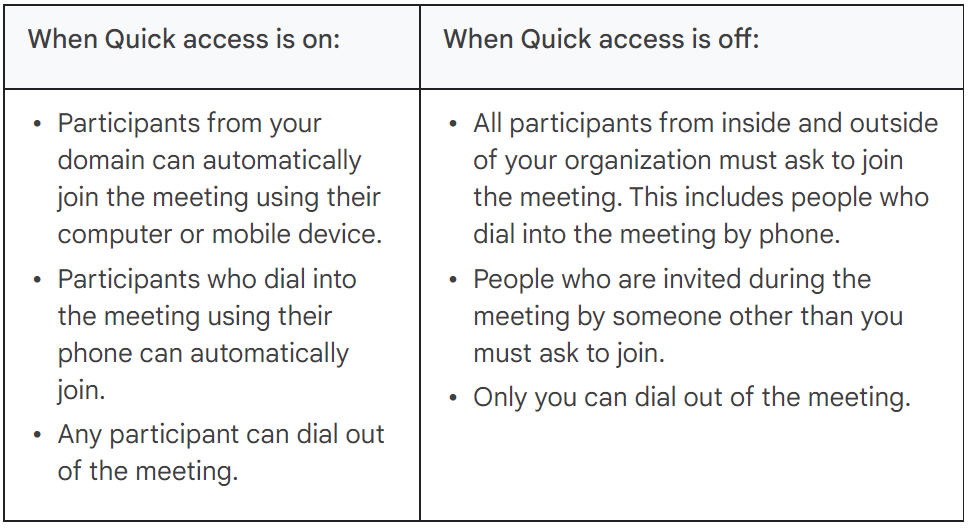 When Quick access is on:
When Quick access is off:
• Participants from your
domain can automatically
join the meeting using their
computer or mobile device.
• Participants who dial into
the meeting using their
phone can automatically
join.
• Any participant can dial out
of the meeting.
• All participants from inside and outside
of your organization must ask to join
the meeting. This includes people who
dial into the meeting by phone.
• People who are invited during the
meeting by someone other than you
must ask to join.
• Only you can dial out of the meeting.